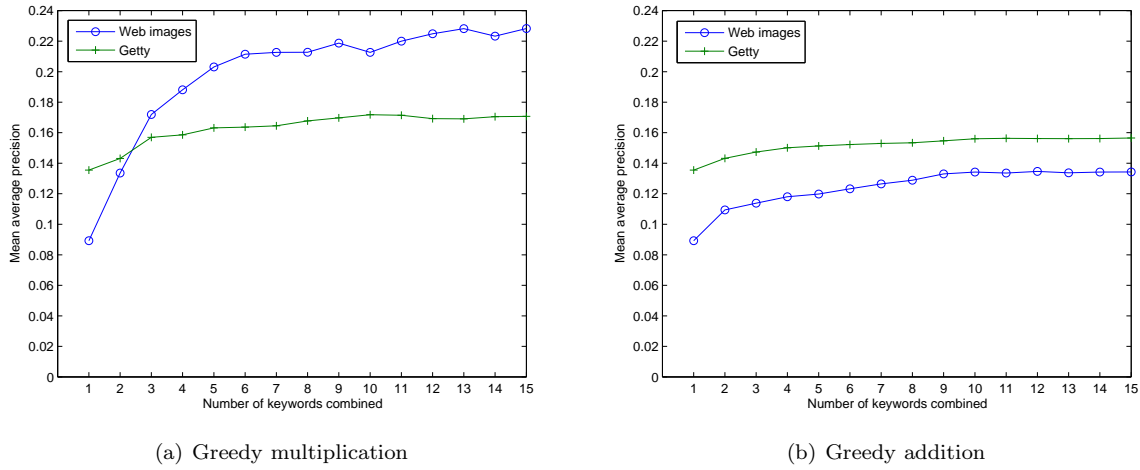 0.24
0.22
0.2
0.18
0.16
0.14
0.12
0.1
0.08
0.06
0.04
0.02
0
Mean average precision
Web images
Getty
1 2 3 4 5 6 7 8 9 10 11 12 13 14 15
Number of keywords combined
(a) Greedy multiplication
0.24
0.22
0.2
0.18
0.16
0.14
0.12
0.1
0.08
0.06
0.04
0.02
0
Mean average precision
Web images
Getty
1 2 3 4 5 6 7 8 9 10 11 12 13 14 15
Number of keywords combined
(b) Greedy addition